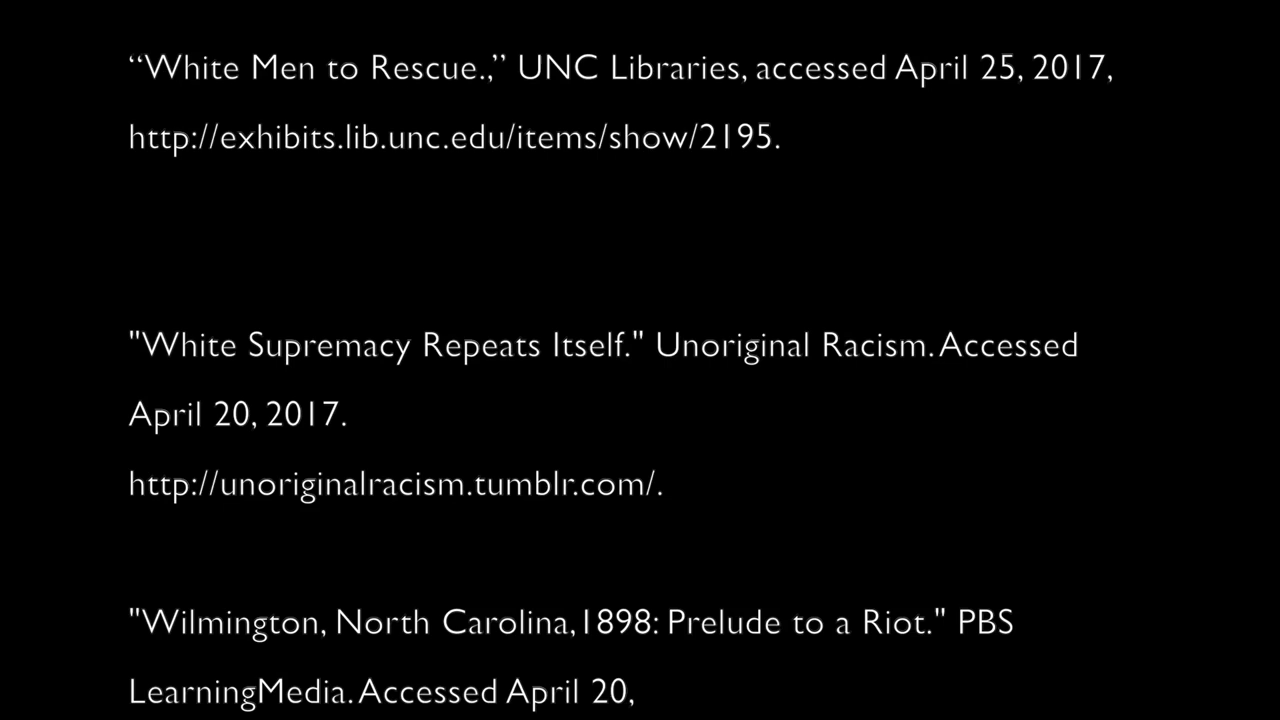 “White Men to Rescue.,” UNC Libraries, accessed April 25, 2017,
http://exhibits.lib.unc.edu/items/show/2195.
"White Supremacy Repeats Itself." Unoriginal Racism. Accessed
April 20, 2017.
http://unoriginalracism.tumblr.com/.
"Wilmington, North Carolina,1898: Prelude to a Riot." PBS
LearningMedia. Accessed April 20,